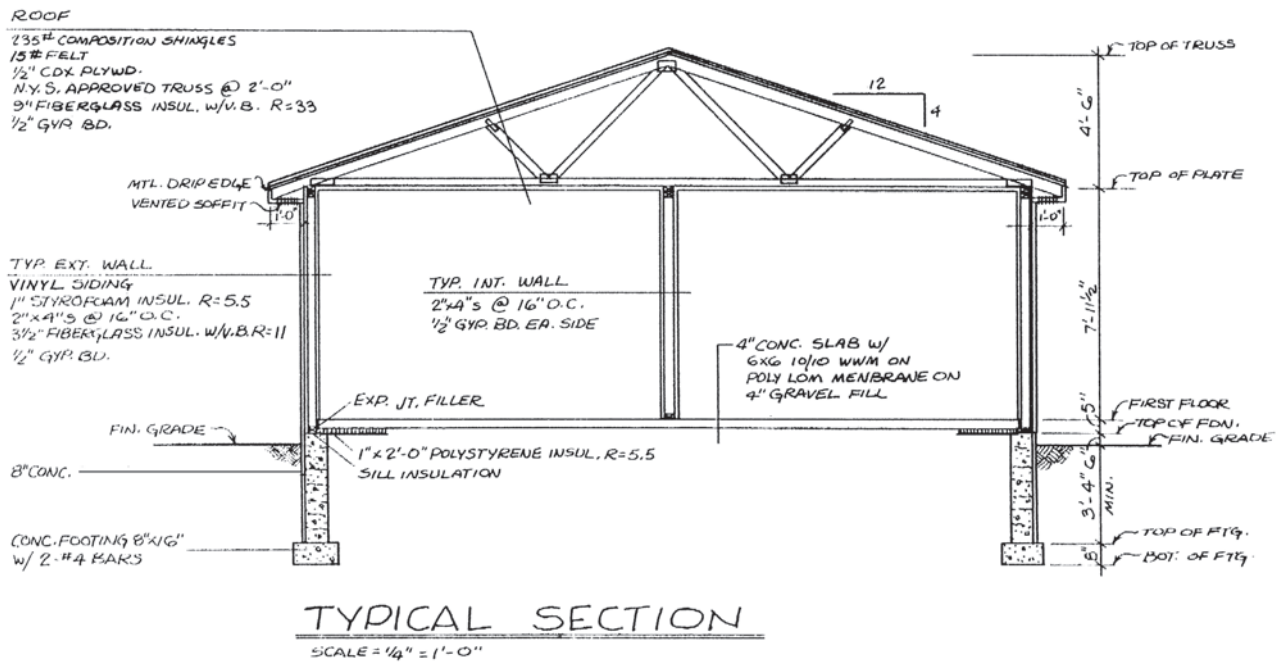 ROOF
235# COMPOSITION SHINGLES
15# FELT
1/2" CDX PLYWD.
N.Y.S. APPROVED TRUSS @ 2'-0"
9" FIBERGLASS INSUL. W/V.B. R=33
1/2" GYP. BD.
TOP OF TRUSS
12
4
4'-6"
MTL. DRIP EDGE
VENTED SOFFIT
1'-0"
TOP OF PLATE
1'-0"
TYP. EXT. WALL
VINYL SIDING
1" STYROFOAM INSUL. R=5.5
2"x4"s @ 16" O.C.
3 1/2" FIBERGLASS INSUL. W/V.B. R=11
1/2" GYP. BD.
TYP. INT. WALL
2"x4"s @ 16" O.C.
1/2" GYP. BD. EA. SIDE
7'-11 1/2"
4" CONC. SLAB W/
6x6 10/10 WWM ON
POLY LOM MENBRANE ON
4" GRAVEL FILL
EXP. JT. FILLER
5"
FIRST FLOOR
TOP OF FDN.
FIN. GRADE
FIN. GRADE
6"
1" x 2'-0" POLYSTYRENE INSUL. R=5.5
SILL INSULATION
8" CONC.
3'-4"
MIN.
CONC. FOOTING 8"x16"
W/ 2-#4 BARS
TOP OF FTG.
8"
BOT. OF FTG.
TYPICAL SECTION
SCALE = 1/4" = 1'-0"